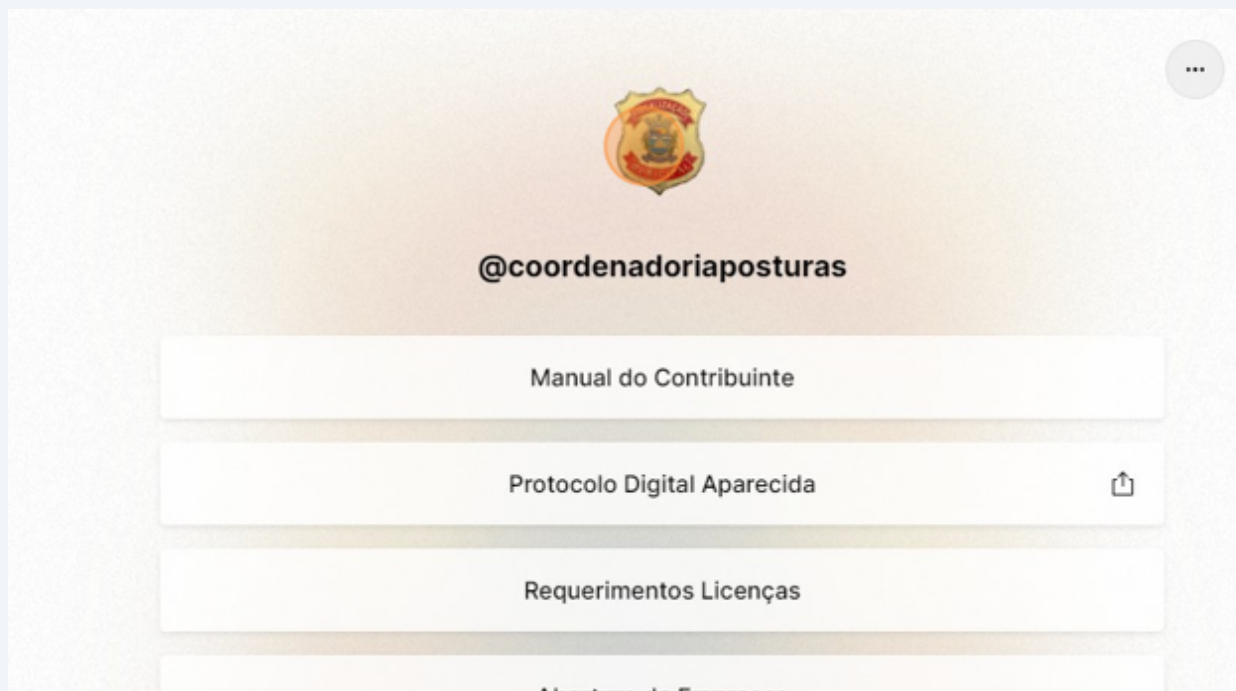 ...
@coordenadoriaposturas
Manual do Contribuinte
Protocolo Digital Aparecida
Requerimentos Licenças